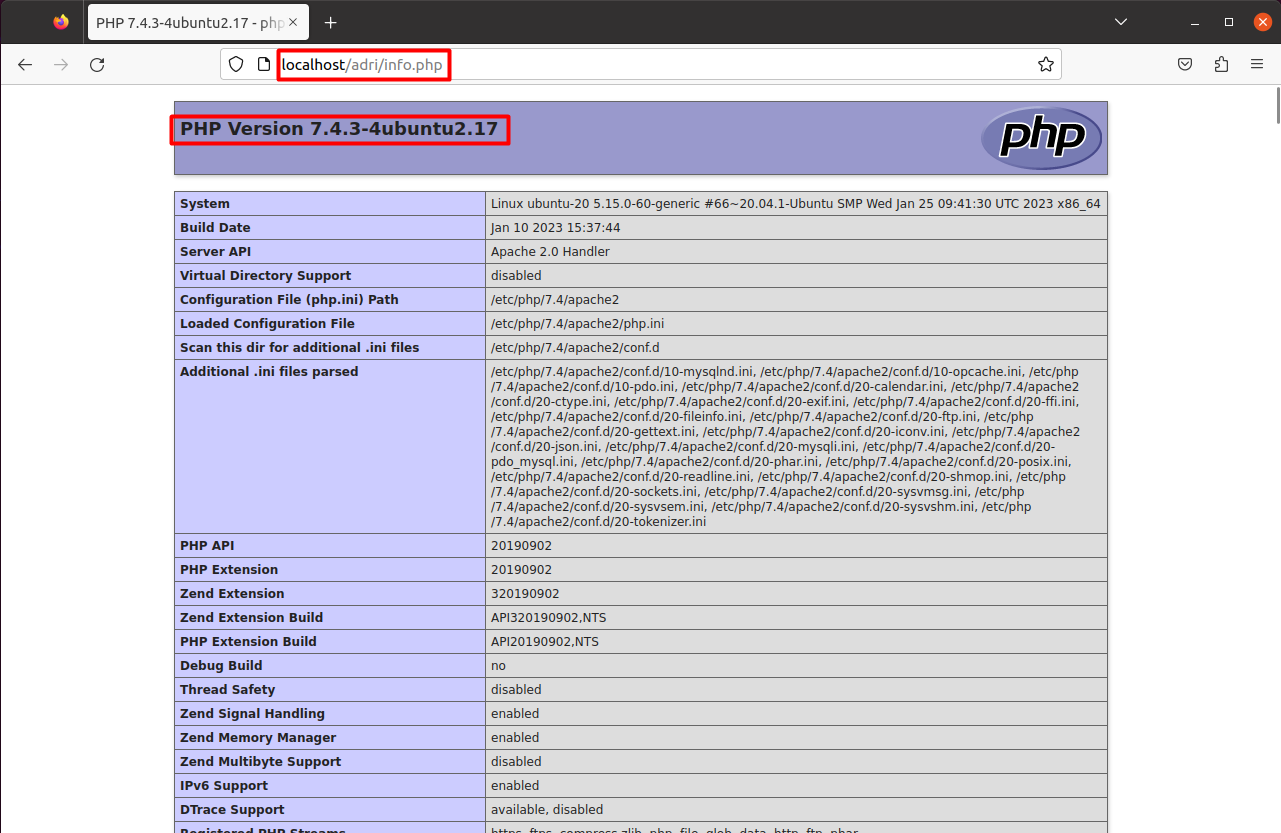 PHP 7.4.3-4ubuntu2.17 - php
localhost/adri/info.php
PHP Version 7.4.3-4ubuntu2.17
php
System Linux ubuntu-20 5.15.0-60-generic #66~20.04.1-Ubuntu SMP Wed Jan 25 09:41:30 UTC 2023 x86_64
Build Date Jan 10 2023 15:37:44
Server API Apache 2.0 Handler
Virtual Directory Support disabled
Configuration File (php.ini) Path /etc/php/7.4/apache2
Loaded Configuration File /etc/php/7.4/apache2/php.ini
Scan this dir for additional .ini files /etc/php/7.4/apache2/conf.d
Additional .ini files parsed /etc/php/7.4/apache2/conf.d/10-mysqlnd.ini, /etc/php/7.4/apache2/conf.d/10-opcache.ini, /etc/php
/7.4/apache2/conf.d/10-pdo.ini, /etc/php/7.4/apache2/conf.d/20-calendar.ini, /etc/php/7.4/apache2
/conf.d/20-ctype.ini, /etc/php/7.4/apache2/conf.d/20-exif.ini, /etc/php/7.4/apache2/conf.d/20-ffi.ini,
/etc/php/7.4/apache2/conf.d/20-fileinfo.ini, /etc/php/7.4/apache2/conf.d/20-ftp.ini, /etc/php
/7.4/apache2/conf.d/20-gettext.ini, /etc/php/7.4/apache2/conf.d/20-iconv.ini, /etc/php/7.4/apache2
/conf.d/20-json.ini, /etc/php/7.4/apache2/conf.d/20-mysqli.ini, /etc/php/7.4/apache2/conf.d/20-
pdo_mysql.ini, /etc/php/7.4/apache2/conf.d/20-phar.ini, /etc/php/7.4/apache2/conf.d/20-posix.ini,
/etc/php/7.4/apache2/conf.d/20-readline.ini, /etc/php/7.4/apache2/conf.d/20-shmop.ini, /etc/php
/7.4/apache2/conf.d/20-sockets.ini, /etc/php/7.4/apache2/conf.d/20-sysvmsg.ini, /etc/php
/7.4/apache2/conf.d/20-sysvsem.ini, /etc/php/7.4/apache2/conf.d/20-sysvshm.ini, /etc/php
/7.4/apache2/conf.d/20-tokenizer.ini
PHP API 20190902
PHP Extension 20190902
Zend Extension 320190902
Zend Extension Build API320190902,NTS
PHP Extension Build API20190902,NTS
Debug Build no
Thread Safety disabled
Zend Signal Handling enabled
Zend Memory Manager enabled
Zend Multibyte Support disabled
IPv6 Support enabled
DTrace Support available, disabled
Registered PHP Streams https, ftps, compress.zlib, php, file, glob, data, http, ftp, phar